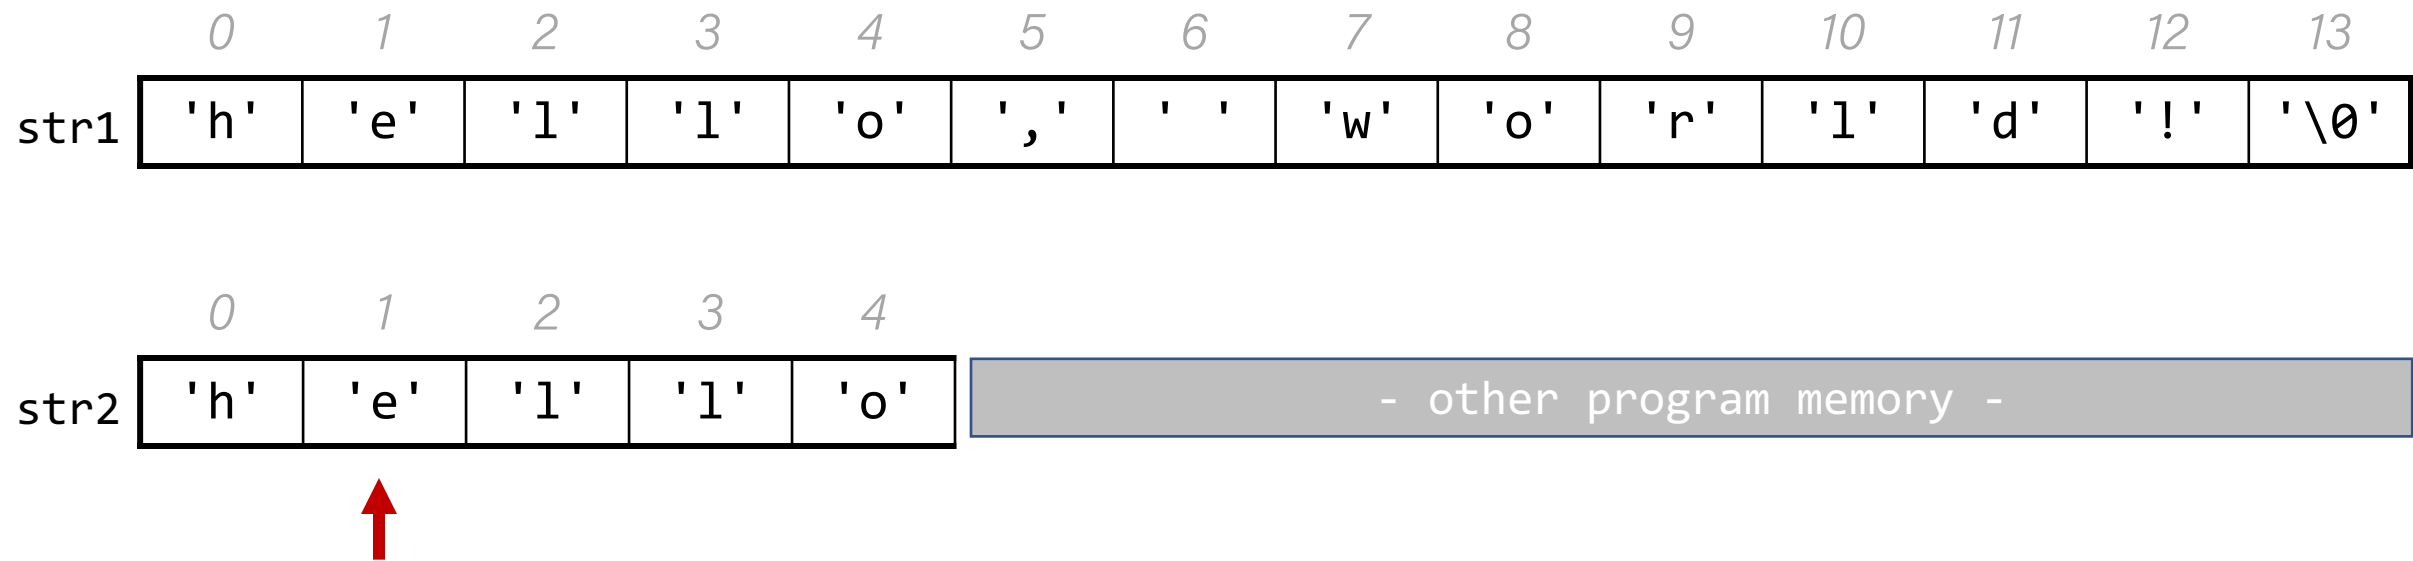 0 1 2 3 4 5 6 7 8 9 10 11 12 13
str1 'h' 'e' 'l' 'l' 'o' ',' ' ' 'w' 'o' 'r' 'l' 'd' '!' '\0'
0 1 2 3 4
str2 'h' 'e' 'l' 'l' 'o' - other program memory -